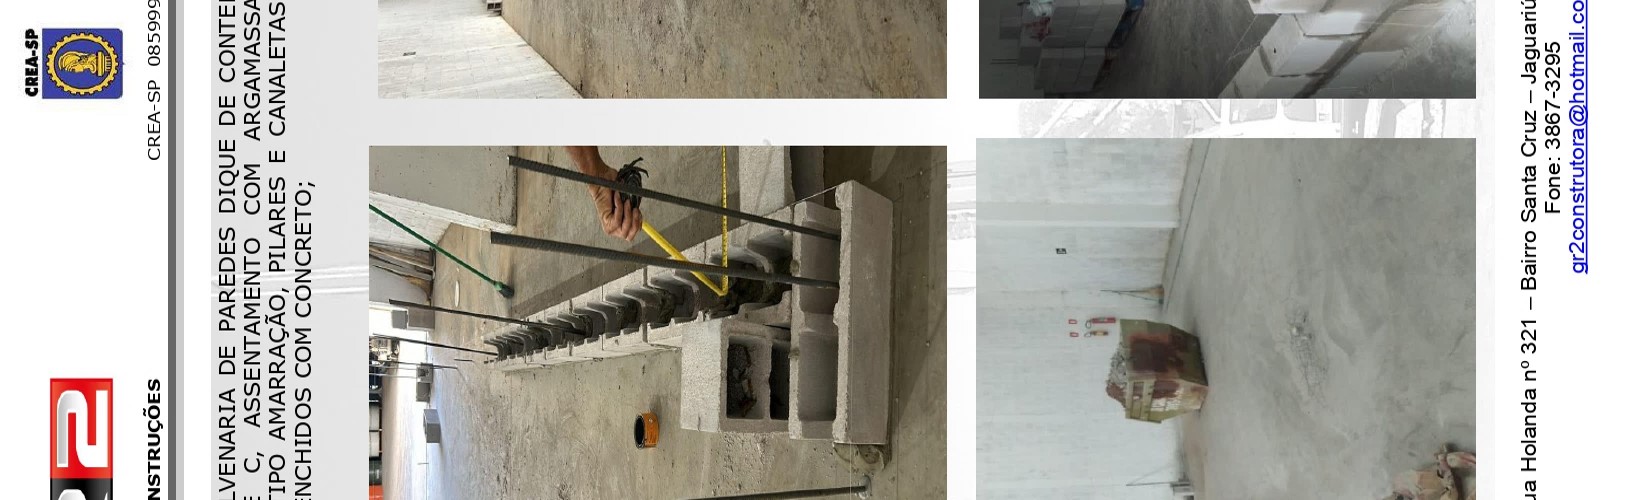 CREA-SP
2
NSTRUÇÕES CREA-SP 085999
LVENARIA DE PAREDES DIQUE DE CONTE
E C, ASSENTAMENTO COM ARGAMASSA
TIPO AMARRAÇÃO, PILARES E CANALETAS
ENCHIDOS COM CONCRETO;
ua Holanda nº 321 – Bairro Santa Cruz – Jaguariú
Fone: 3867-3295
gr2construtora@hotmail.co